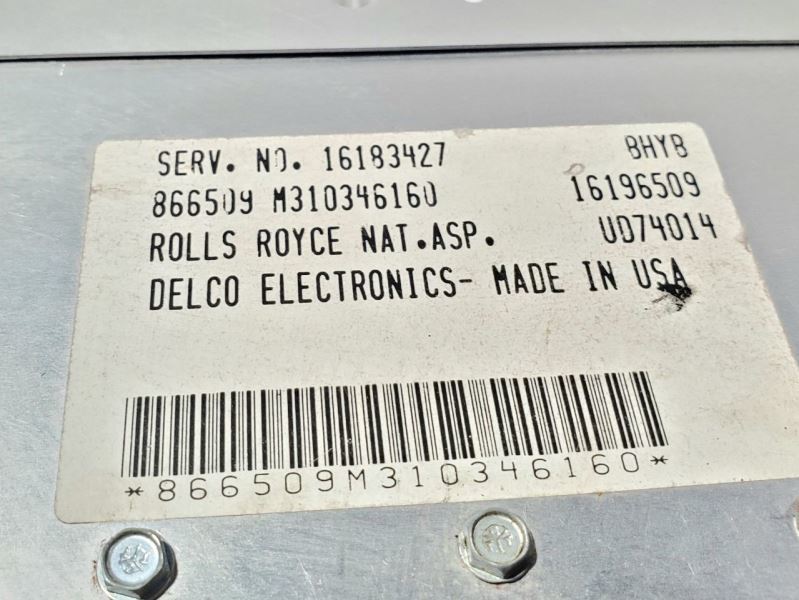 SERV. NO. 16183427 BHYB
866509 M310346160 16196509
ROLLS ROYCE NAT.ASP. UD74014
DELCO ELECTRONICS- MADE IN USA
*866509M310346160*